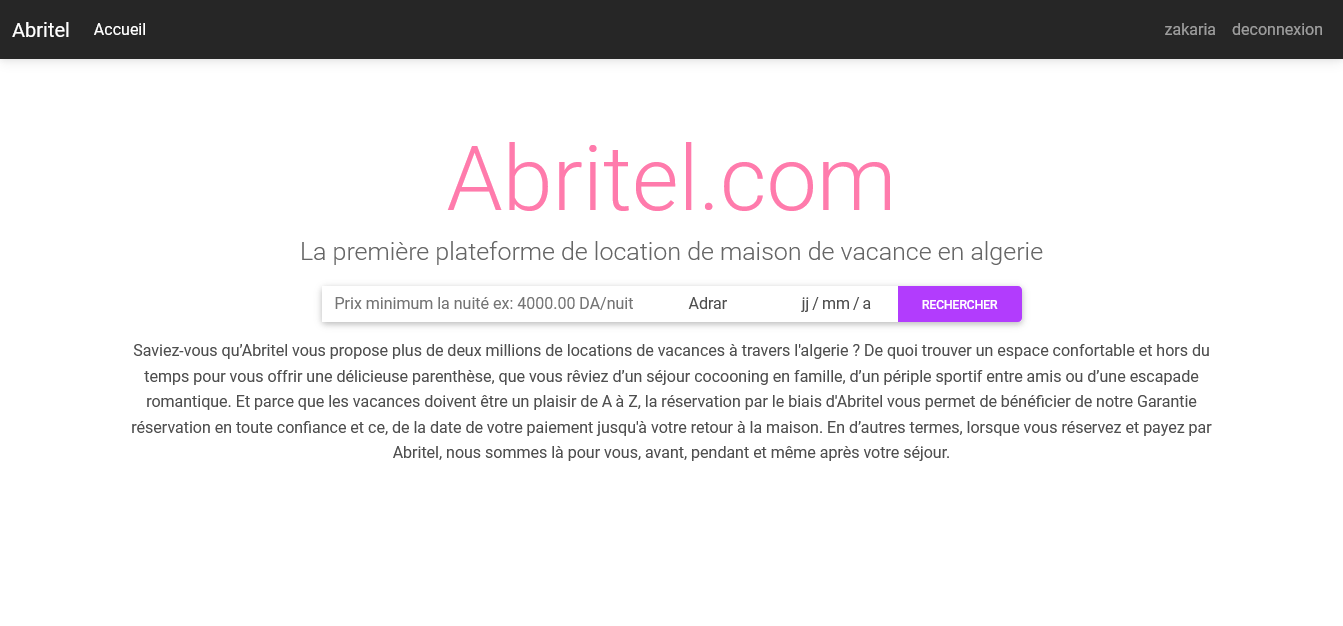 Abritel Accueil zakaria deconnexion
Abritel.com
La première plateforme de location de maison de vacance en algerie
Prix minimum la nuité ex: 4000.00 DA/nuit Adrar jj / mm / a RECHERCHER
Saviez-vous qu’Abritel vous propose plus de deux millions de locations de vacances à travers l'algerie ? De quoi trouver un espace confortable et hors du
temps pour vous offrir une délicieuse parenthèse, que vous rêviez d’un séjour cocooning en famille, d’un périple sportif entre amis ou d’une escapade
romantique. Et parce que les vacances doivent être un plaisir de A à Z, la réservation par le biais d'Abritel vous permet de bénéficier de notre Garantie
réservation en toute confiance et ce, de la date de votre paiement jusqu'à votre retour à la maison. En d’autres termes, lorsque vous réservez et payez par
Abritel, nous sommes là pour vous, avant, pendant et même après votre séjour.